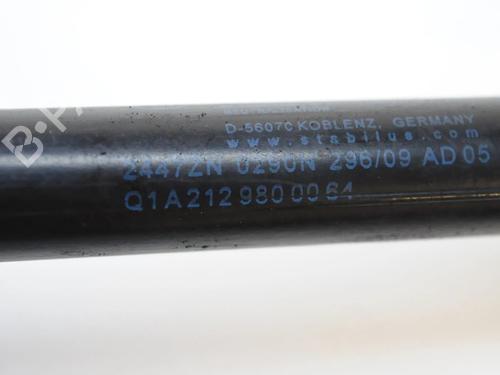 D-56070 KOBLENZ, GERMANY
www.stabilus.com
2447ZN 0290N 296/09 AD 05
Q1A 212 980 00 64